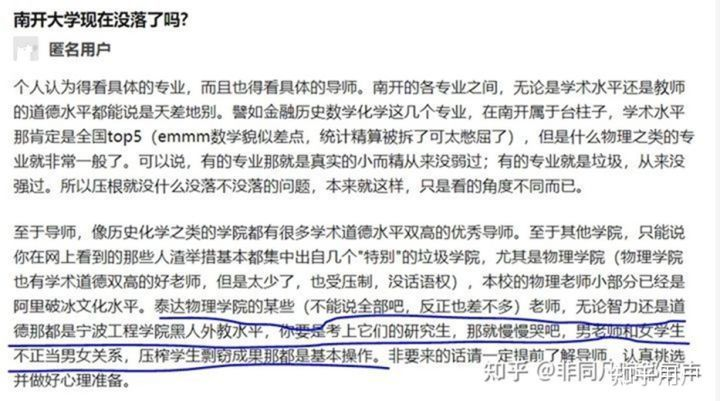 南开大学现在没落了吗?
匿名用户
个人认为得看具体的专业，而且也得看具体的导师。南开的各专业之间，无论是学术水平还是教师
的道德水平都能说是天差地别。譬如金融历史数学化学这几个专业，在南开属于台柱子，学术水平
那肯定是全国top5（emmm数学貌似差点，统计精算被拆了可太憋屈了），但是什么物理之类的专
业就非常一般了。可以说，有的专业那就是真实的小而精从来没弱过；有的专业就是垃圾，从来没
强过。所以压根就没什么没落不没落的问题，本来就这样，只是看的角度不同而已。
至于导师，像历史化学之类的学院都有很多学术道德水平双高的优秀导师。至于其他学院，只能说
你在网上看到的那些人渣举措基本都集中出自几个"特别"的垃圾学院，尤其是物理学院（物理学院
也有学术道德双高的好老师，但是太少了，也受压制，没话语权），本校的物理老师小部分已经是
阿里破冰文化水平。泰达物理学院的某些（不能说全部吧，反正也差不多）老师，无论智力还是道
德那都是宁波工程学院黑人外教水平，你要是考上它们的研究生，那就慢慢哭吧，男老师和女学生
不正当男女关系，压榨学生剽窃成果那都是基本操作。非要来的话请一定提前了解导师，认真挑选
并做好心理准备。
知乎 @非同凡响
知乎用户